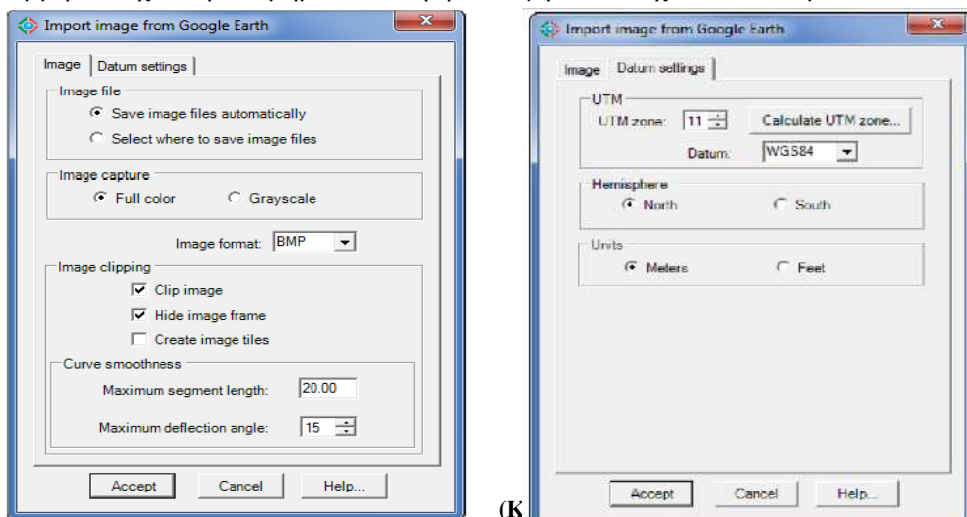 Import image from Google Earth
Image
Datum settings
Image file
Save image files automatically
Select where to save image files
Image capture
Full color
Grayscale
Image format:
BMP
Image clipping
Clip image
Hide image frame
Create image tiles
Curve smoothness
Maximum segment length:
20.00
Maximum deflection angle:
15
Accept
Cancel
Help...
(K
Import image from Google Earth
Image
Datum settings
UTM
UTM zone:
11
Calculate UTM zone...
Datum:
WGS84
Hemisphere
North
South
Units
Meters
Feet
Accept
Cancel
Help...